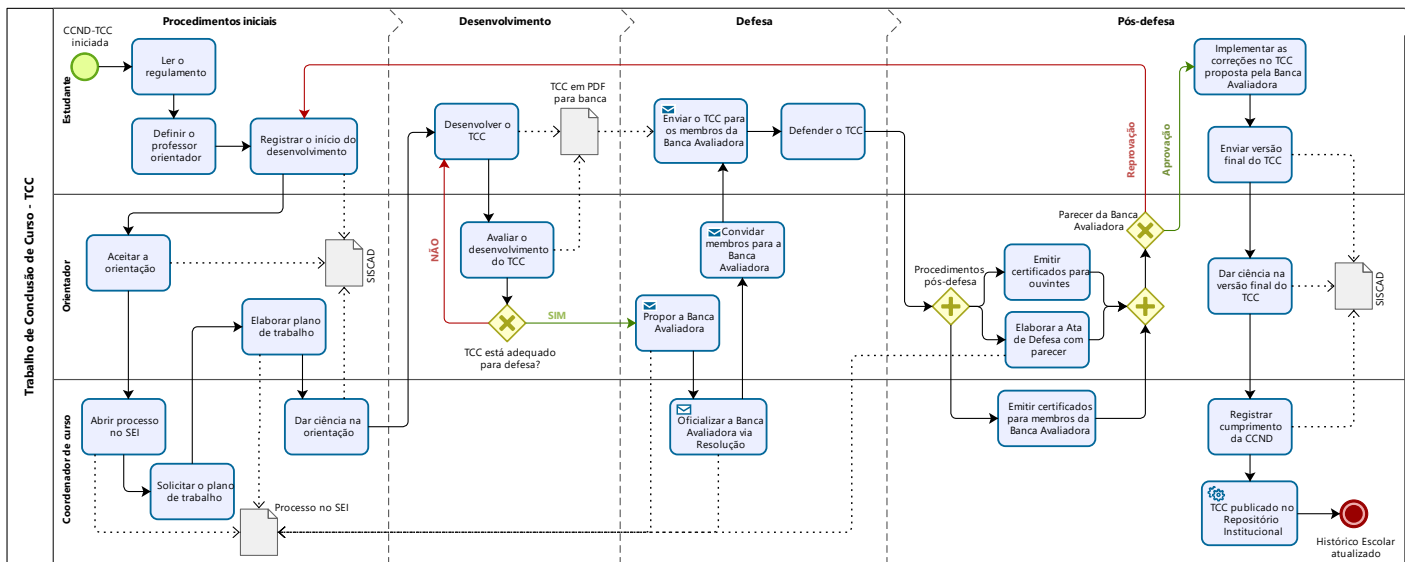 Trabalho de Conclusão de Curso - TCC
Procedimentos iniciais
Desenvolvimento
Defesa
Pós-defesa
Estudante
CCND-TCC
iniciada
Ler o
regulamento
Definir o
professor
orientador
Registrar o início do
desenvolvimento
Desenvolver o
TCC
TCC em PDF
para banca
Enviar o TCC para
os membros da
Banca Avaliadora
Defender o TCC
Reprovação
Aprovação
Implementar as
correções no TCC
proposta pela Banca
Avaliadora
Enviar versão
final do TCC
Orientador
Aceitar a
orientação
SISCAD
Elaborar plano
de trabalho
NÃO
Avaliar o
desenvolvimento
do TCC
SIM
TCC está adequado
para defesa?
Convidar
membros para a
Banca Avaliadora
Propor a Banca
Avaliadora
Procedimentos
pós-defesa
Emitir
certificados para
ouvintes
Elaborar a Ata
de Defesa com
parecer
Parecer da Banca
Avaliadora
Dar ciência na
versão final do
TCC
SISCAD
Coordenador de curso
Abrir processo
no SEI
Solicitar o plano
de trabalho
Dar ciência na
orientação
Processo no SEI
Oficializar a Banca
Avaliadora via
Resolução
Emitir certificados
para membros da
Banca Avaliadora
Registrar
cumprimento
da CCND
TCC publicado no
Repositório
Institucional
Histórico Escolar
atualizado